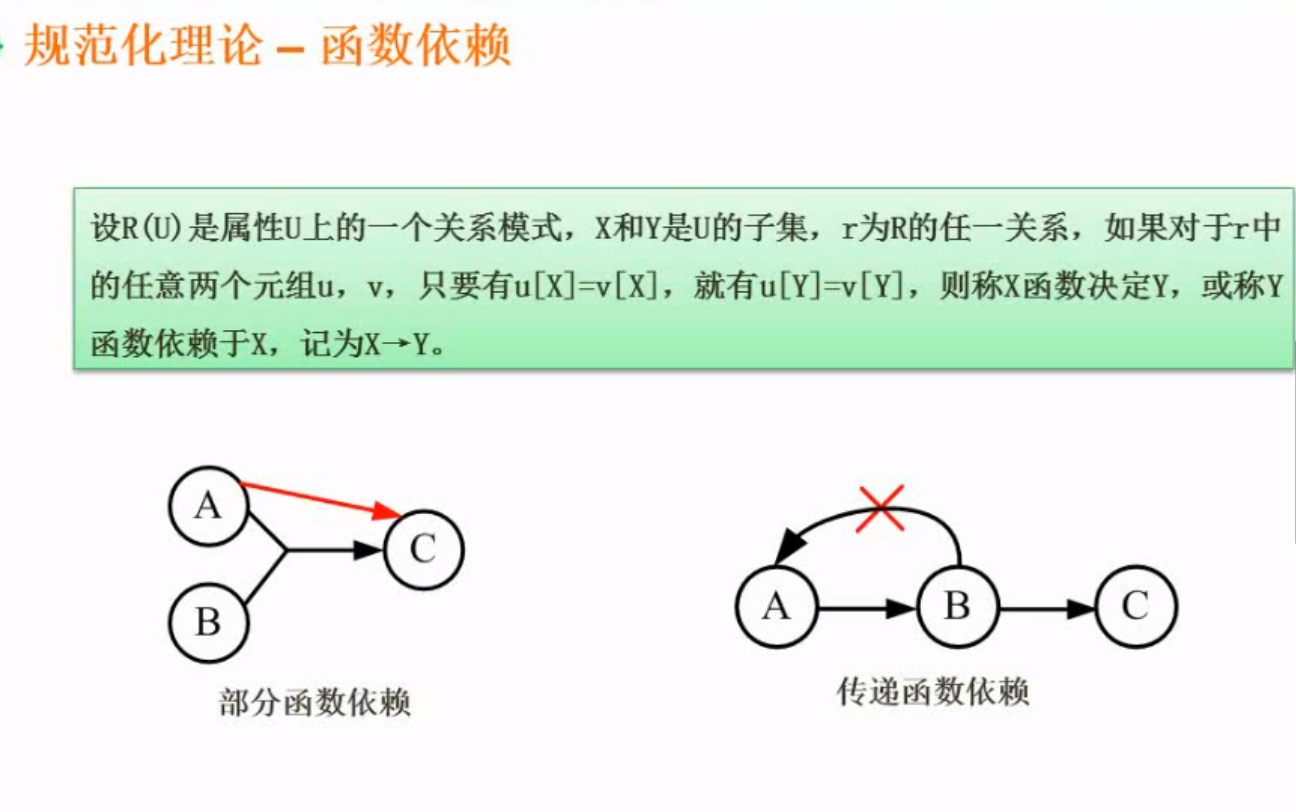 规范化理论 – 函数依赖
设R(U)是属性U上的一个关系模式，X和Y是U的子集，r为R的任一关系，如果对于r中
的任意两个元组u，v，只要有u[X]=v[X]，就有u[Y]=v[Y]，则称X函数决定Y，或称Y
函数依赖于X，记为X→Y。
A
C
B
部分函数依赖
A
B
C
传递函数依赖